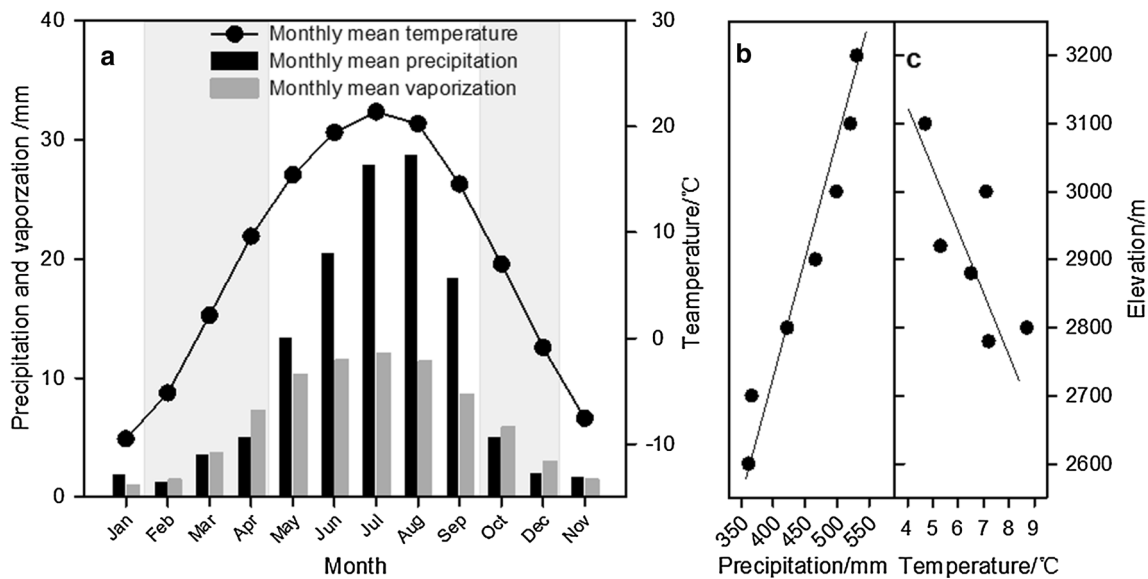 a
Monthly mean temperature
Monthly mean precipitation
Monthly mean vaporization
Precipitation and vaporzation /mm
40
30
20
10
0
Teamperature/℃
30
20
10
0
-10
Jan Feb Mar Apr May Jun Jul Aug Sep Oct Dec Nov
Month
b
350 400 450 500 550
Precipitation/mm
c
4 5 6 7 8 9
Temperature/℃
3200
3100
3000
2900
2800
2700
2600
Elevation/m